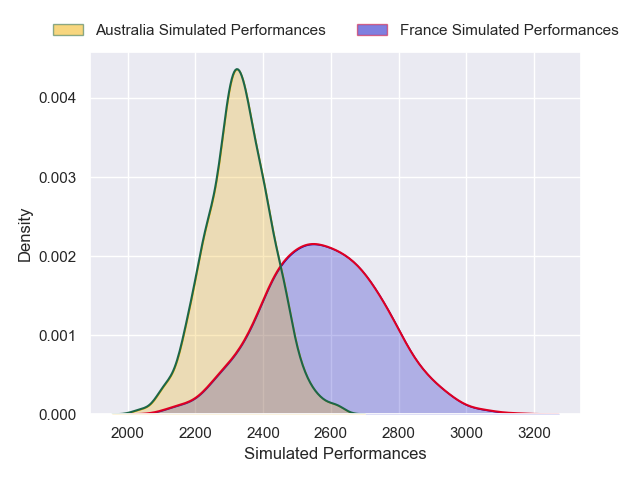 Australia Simulated Performances France Simulated Performances
0.004
0.003
0.002
0.001
0.000
Density
2000 2200 2400 2600 2800 3000 3200
Simulated Performances